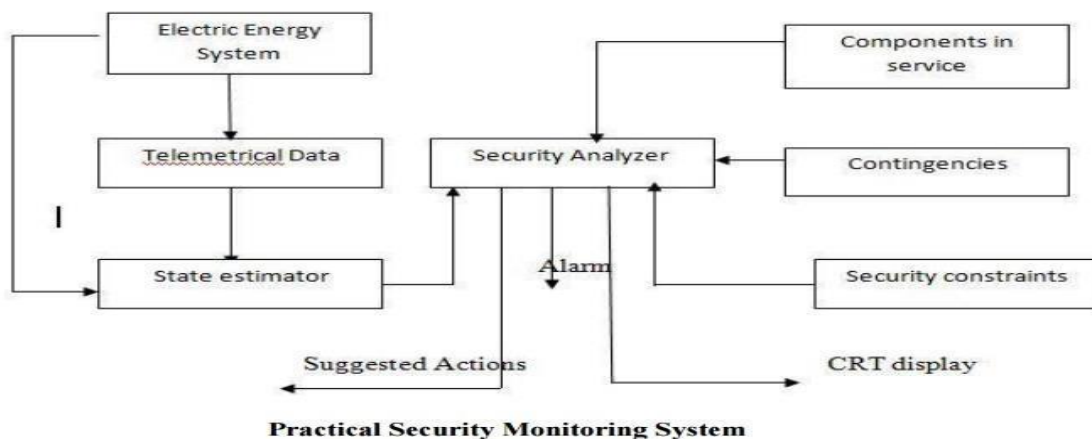 Electric Energy
System
Components in
service
Telemetrical Data
Security Analyzer
Contingencies
Alarm
State estimator
Security constraints
Suggested Actions
CRT display
Practical Security Monitoring System